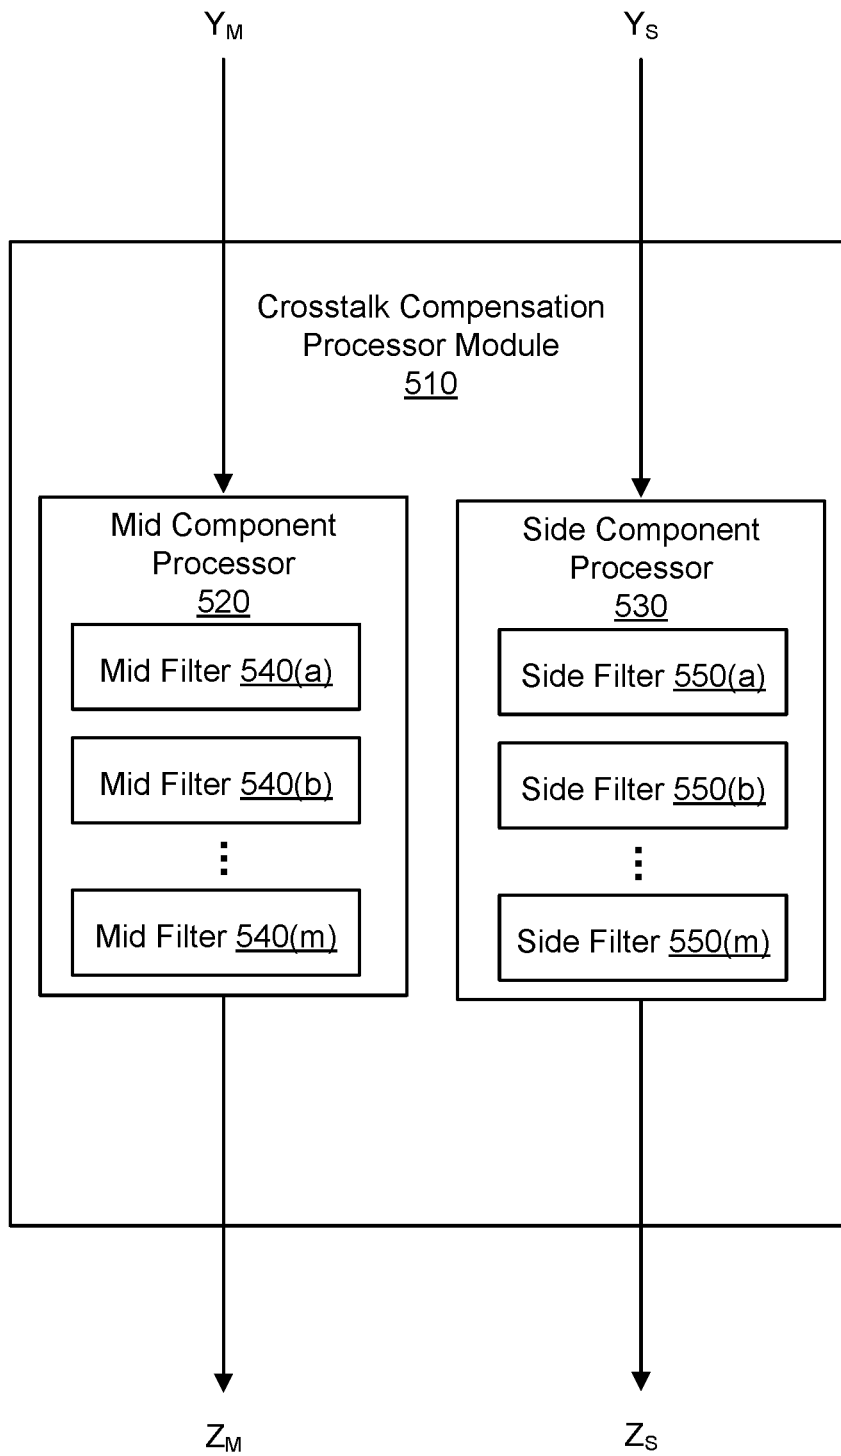 Y_M
Y_S
Crosstalk Compensation
Processor Module
510
Mid Component
Processor
520
Mid Filter 540(a)
Mid Filter 540(b)
⋮
Mid Filter 540(m)
Side Component
Processor
530
Side Filter 550(a)
Side Filter 550(b)
⋮
Side Filter 550(m)
Z_M
Z_S